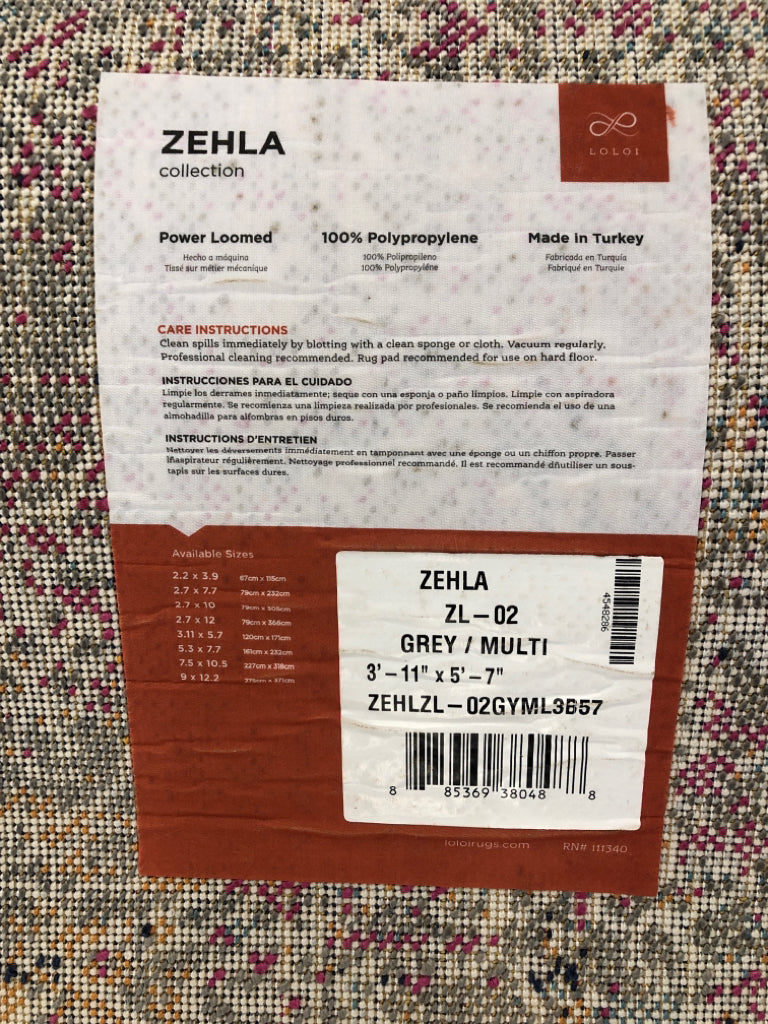 LOLOI
ZEHLA
collection
Power Loomed
Hecho a máquina
Tissé sur métier mécanique
100% Polypropylene
100% Polipropileno
100% Polypropyléne
Made in Turkey
Fabricada en Turquía
Fabriqué en Turquie
CARE INSTRUCTIONS
Clean spills immediately by blotting with a clean sponge or cloth. Vacuum regularly.
Professional cleaning recommended. Rug pad recommended for use on hard floor.
INSTRUCCIONES PARA EL CUIDADO
Limpie los derrames inmediatamente; seque con una esponja o paño limpios. Limpie con aspiradora
regularmente. Se recomienza una limpieza realizada por profesionales. Se recomienda el uso de una
almohadilla para alfombras en pisos duros.
INSTRUCTIONS D'ENTRETIEN
Nettoyer les déversements immédiatement en tamponnant avec une éponge ou un chiffon propre. Passer
lñaspirateur régulièrement. Nettoyage professionnel recommandé. Il est recommandé dñutiliser un sous-
tapis sur les surfaces dures.
Available Sizes
2.2 x 3.9 67cm x 115cm
2.7 x 7.7 79cm x 232cm
2.7 x 10 79cm x 305cm
2.7 x 12 79cm x 366cm
3.11 x 5.7 120cm x 171cm
5.3 x 7.7 161cm x 232cm
7.5 x 10.5 227cm x 318cm
9 x 12.2 275cm x 371cm
ZEHLA
ZL-02
GREY / MULTI
3'-11" x 5'-7"
ZEHLZL-02GYML3B57
4548286
8 85369 38048 8
loloirugs.com RN# 111340